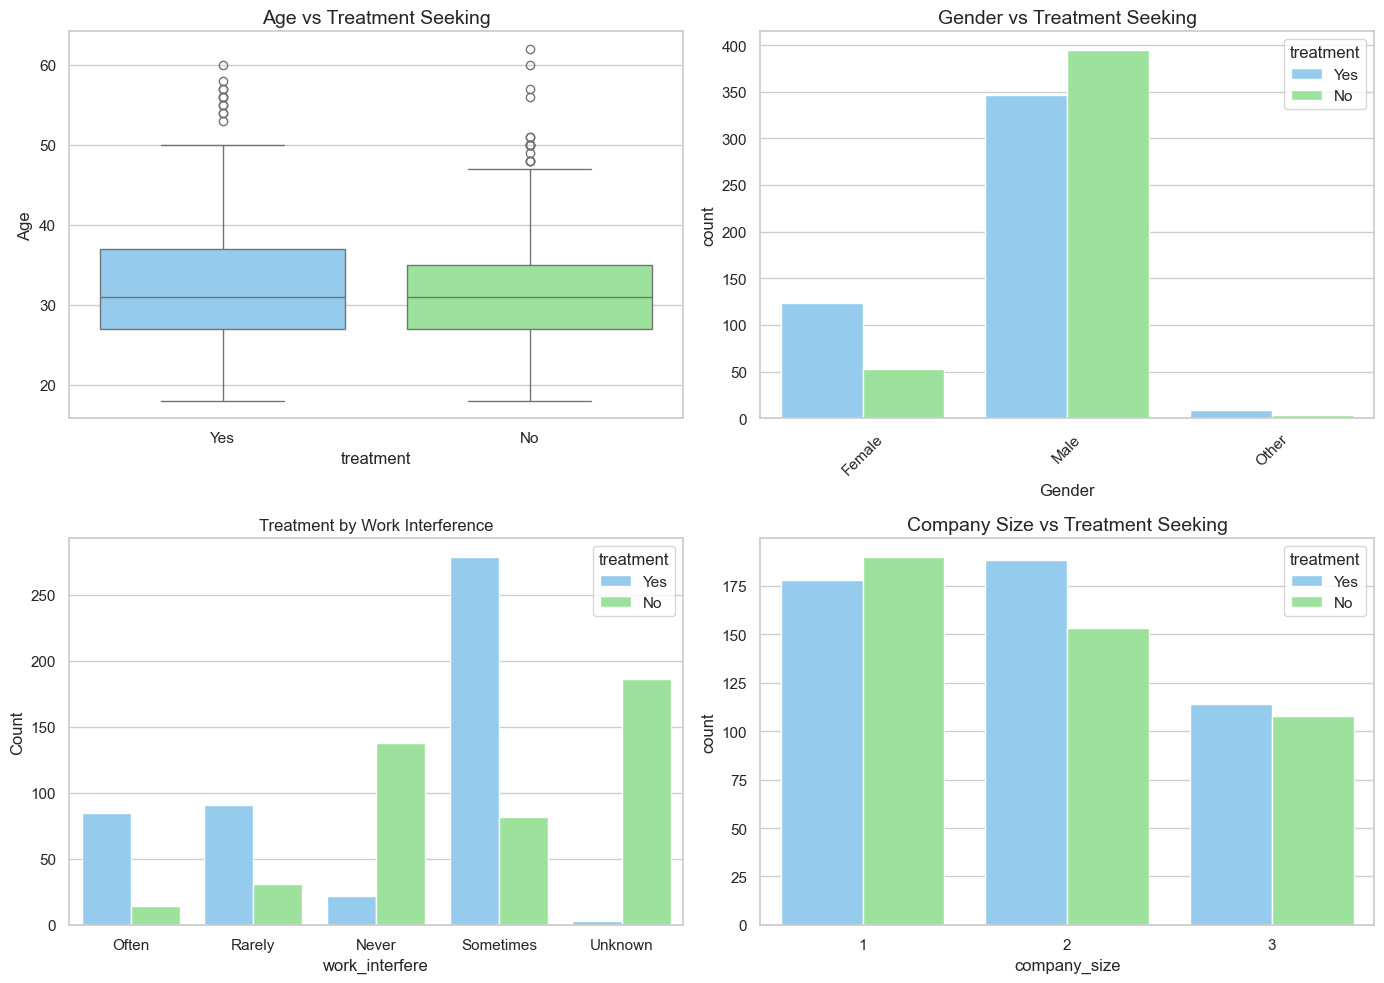 Age vs Treatment Seeking
60
50
40
30
20
Age
Yes
No
treatment
Gender vs Treatment Seeking
treatment
Yes
No
400
350
300
250
200
150
100
50
0
count
Female
Male
Other
Gender
Treatment by Work Interference
treatment
Yes
No
250
200
150
100
50
0
Count
Often
Rarely
Never
Sometimes
Unknown
work_interfere
Company Size vs Treatment Seeking
treatment
Yes
No
175
150
125
100
75
50
25
0
count
1
2
3
company_size